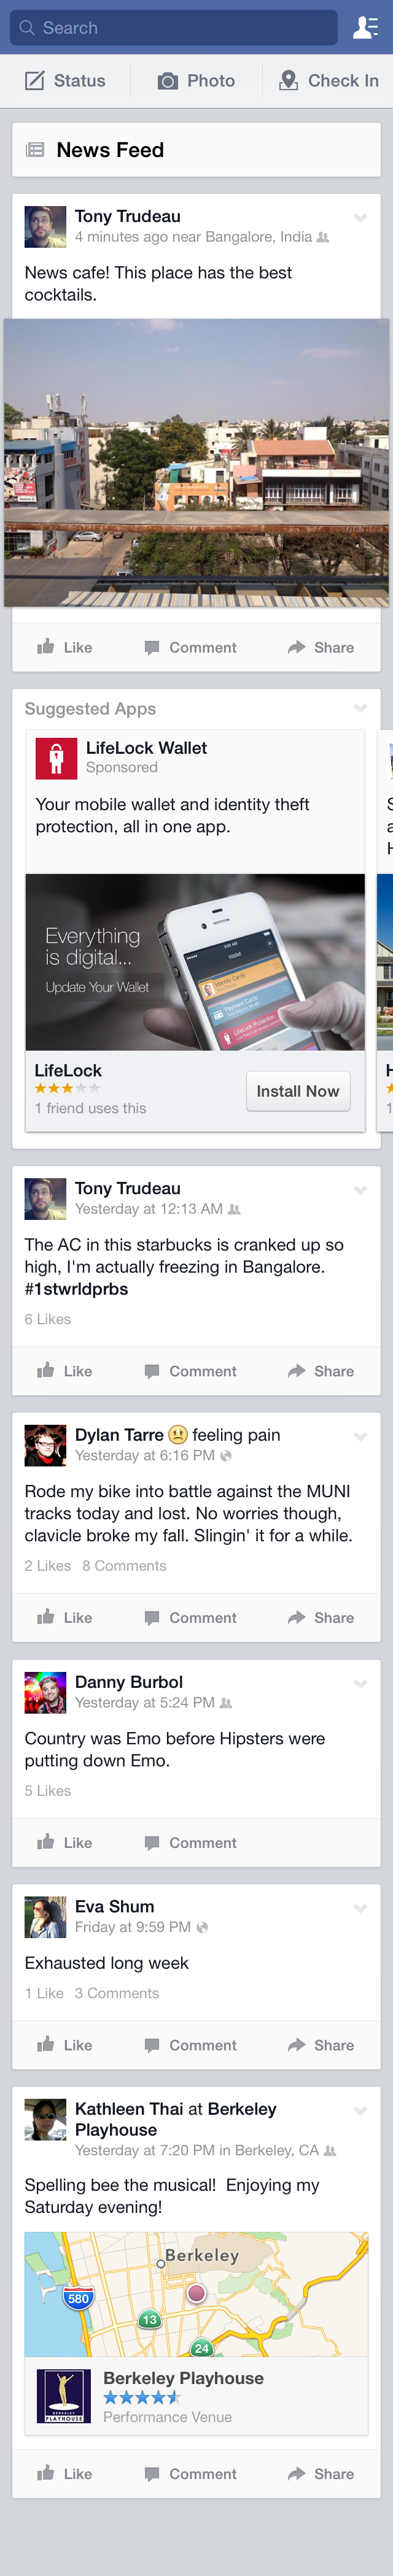 Search
Status
Photo
Check In
News Feed
Tony Trudeau
4 minutes ago near Bangalore, India
News cafe! This place has the best
cocktails.
Like
Comment
Share
Suggested Apps
LifeLock Wallet
Sponsored
Your mobile wallet and identity theft
protection, all in one app.
Everything
is digital...
Update Your Wallet
Wallet
Identity Cards
Payment Cards
LifeLock Protection
LifeLock
1 friend uses this
Install Now
Tony Trudeau
Yesterday at 12:13 AM
The AC in this starbucks is cranked up so
high, I'm actually freezing in Bangalore.
#1stwrldprbs
6 Likes
Like
Comment
Share
Dylan Tarre feeling pain
Yesterday at 6:16 PM
Rode my bike into battle against the MUNI
tracks today and lost. No worries though,
clavicle broke my fall. Slingin' it for a while.
2 Likes 8 Comments
Like
Comment
Share
Danny Burbol
Yesterday at 5:24 PM
Country was Emo before Hipsters were
putting down Emo.
5 Likes
Like
Comment
Eva Shum
Friday at 9:59 PM
Exhausted long week
1 Like 3 Comments
Like
Comment
Share
Kathleen Thai at Berkeley
Playhouse
Yesterday at 7:20 PM in Berkeley, CA
Spelling bee the musical! Enjoying my
Saturday evening!
Berkeley
580
13
24
BERKELEY
PLAYHOUSE
Berkeley Playhouse
Performance Venue
Like
Comment
Share